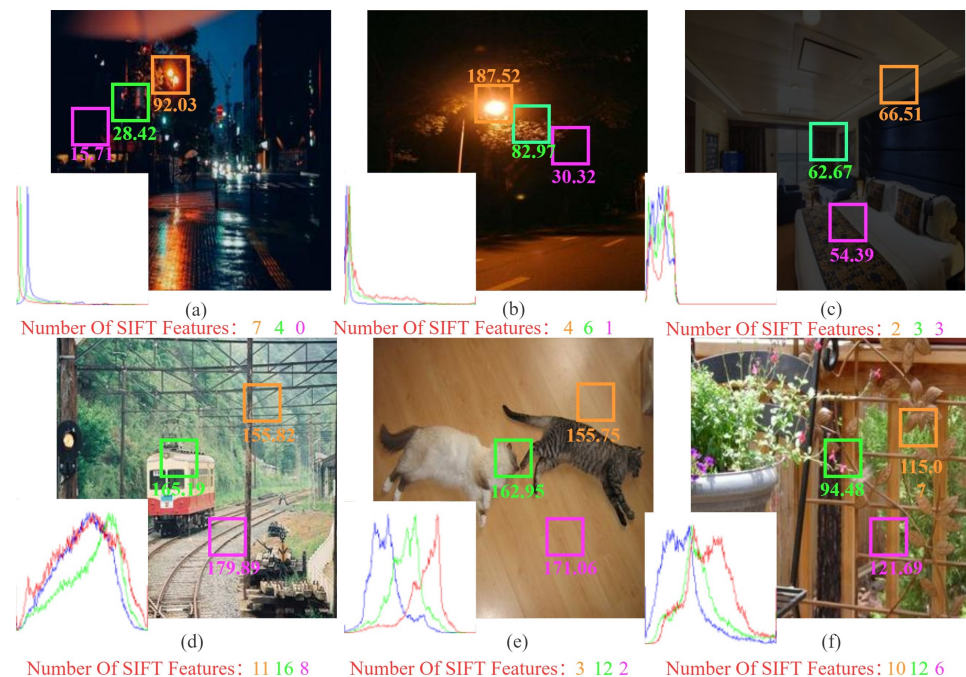 92.03
28.42
15.71
187.52
82.97
30.32
66.51
62.67
54.39
(a)
(b)
(c)
Number Of SIFT Features: 7 4 0
Number Of SIFT Features: 4 6 1
Number Of SIFT Features: 2 3 3
155.82
165.19
179.89
155.75
162.95
171.06
115.0
7
94.48
121.69
(d)
(e)
(f)
Number Of SIFT Features: 11 16 8
Number Of SIFT Features: 3 12 2
Number Of SIFT Features: 10 12 6